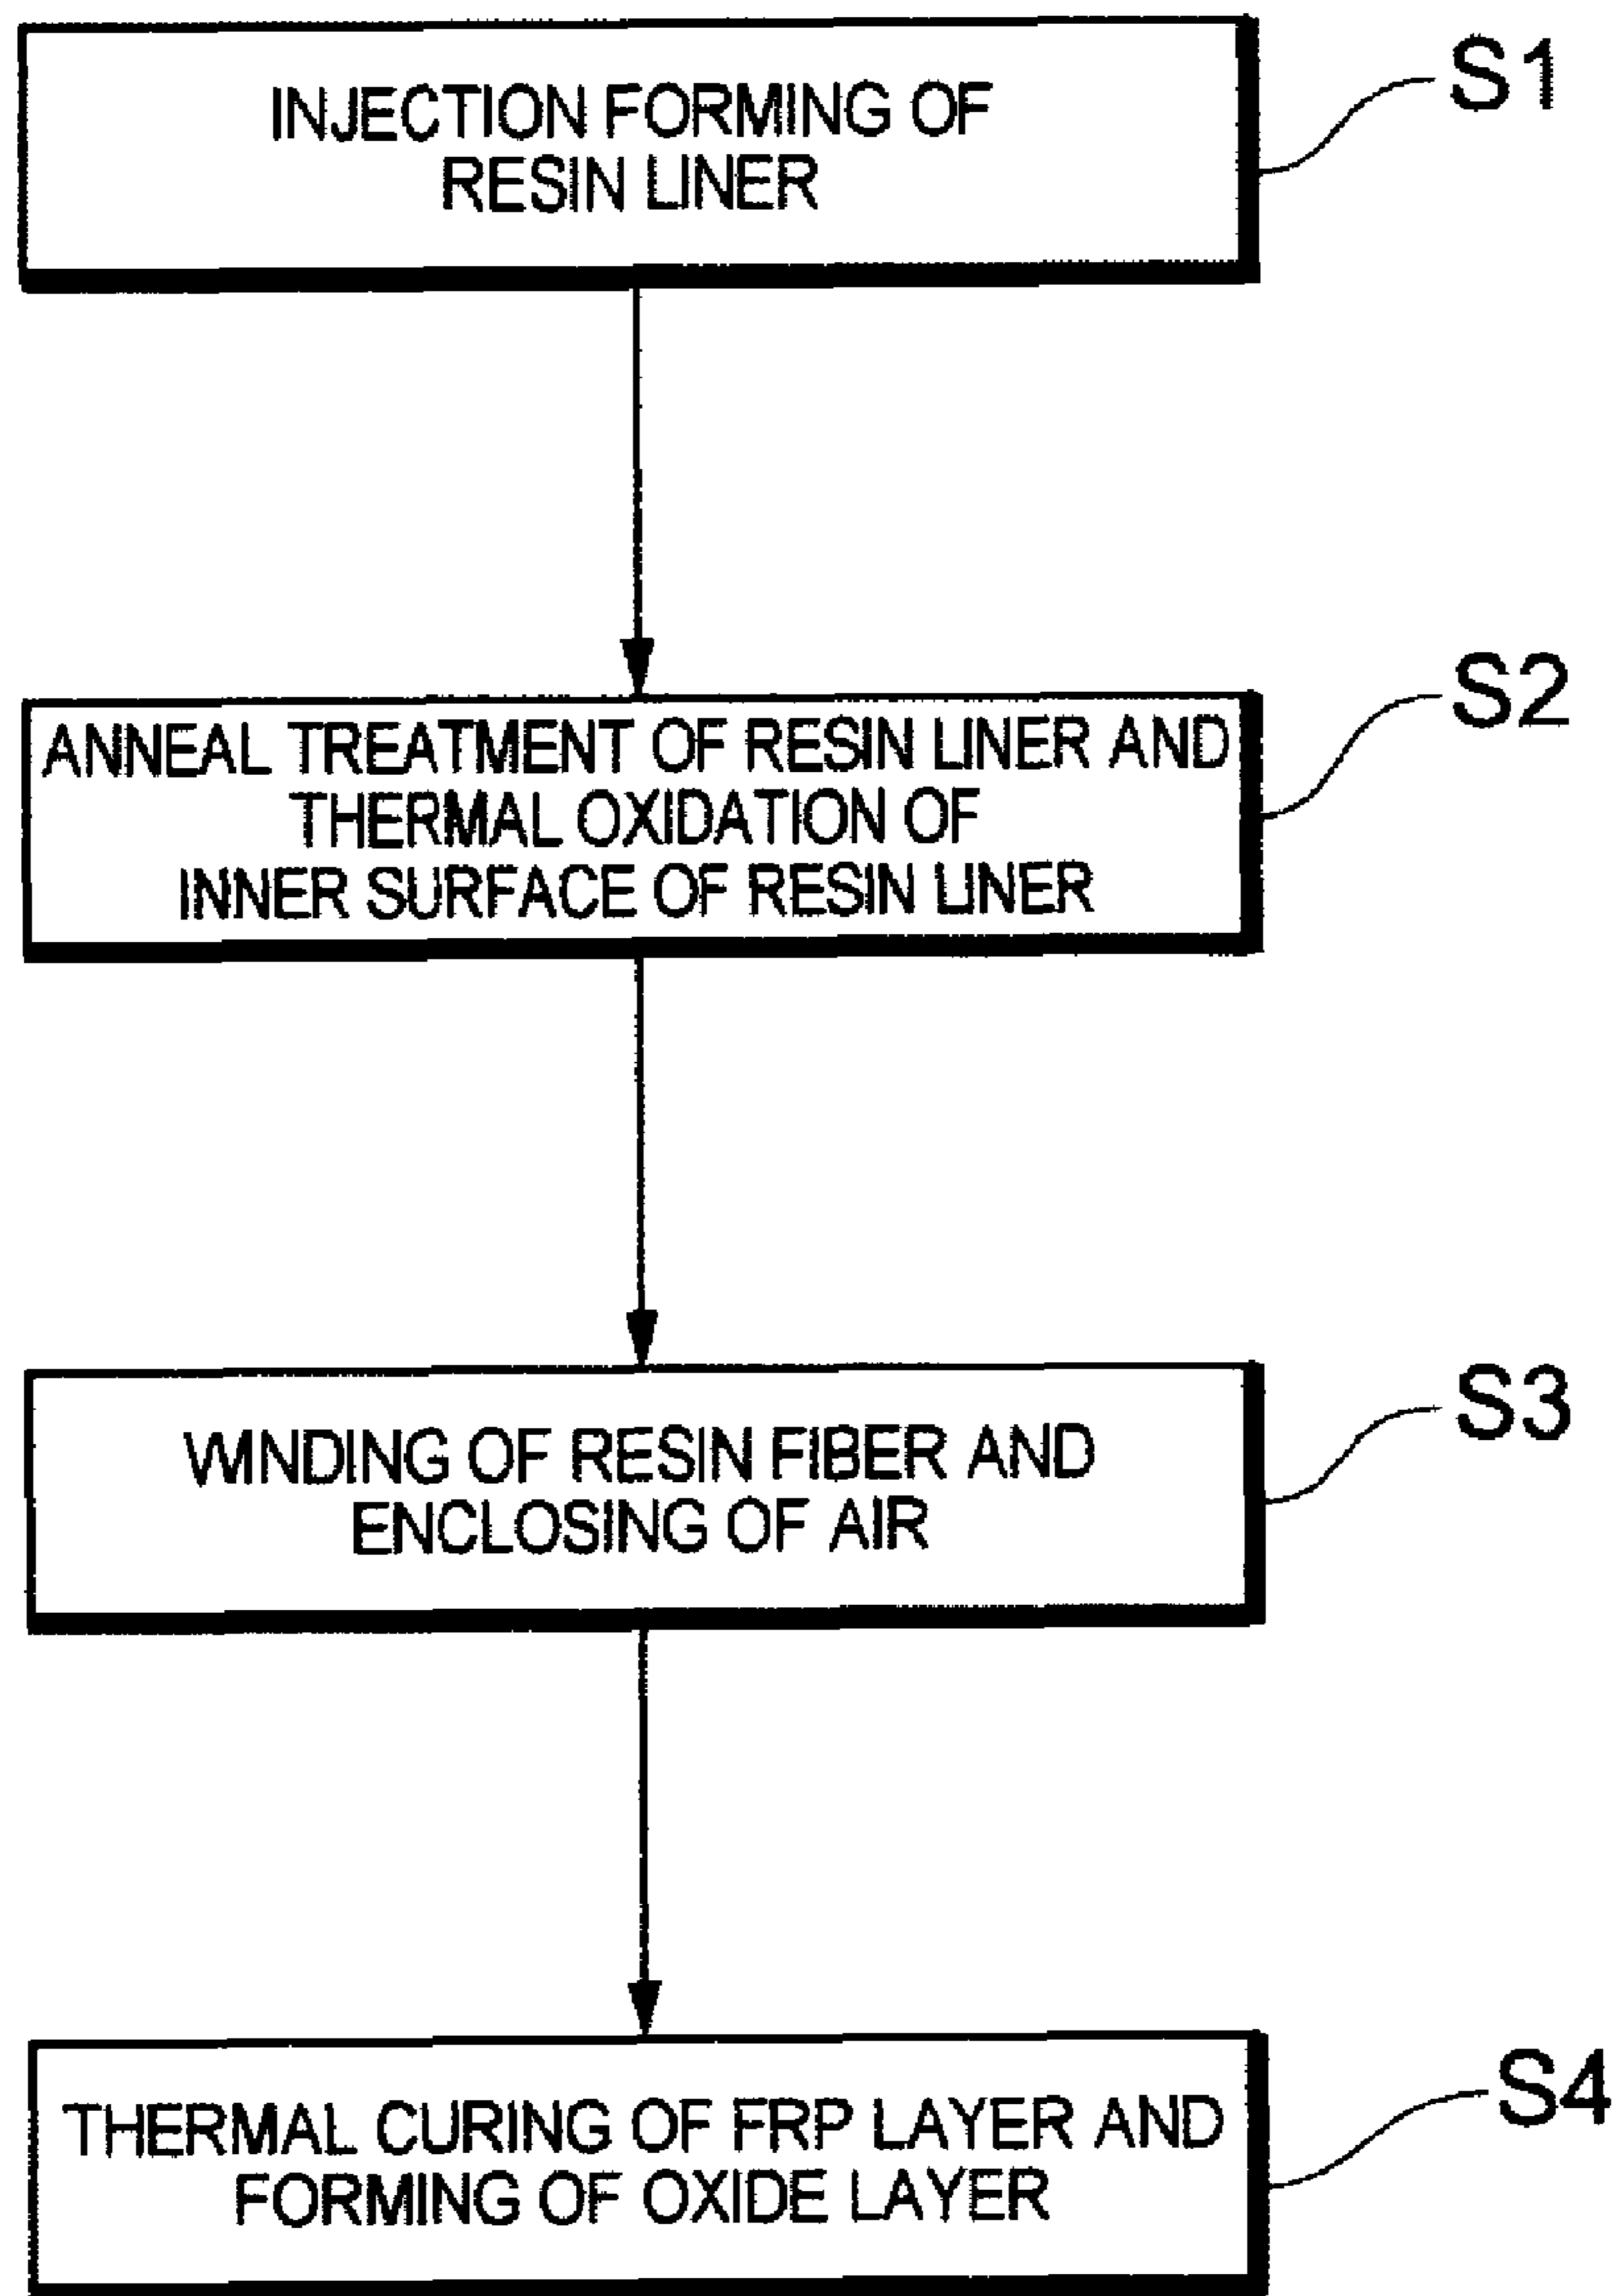 INJECTION FORMING OF
RESIN LINER
S1
ANNEAL TREATMENT OF RESIN LINER AND
THERMAL OXIDATION OF
INNER SURFACE OF RESIN LINER
S2
WINDING OF RESIN FIBER AND
ENCLOSING OF AIR
S3
THERMAL CURING OF FRP LAYER AND
FORMING OF OXIDE LAYER
S4